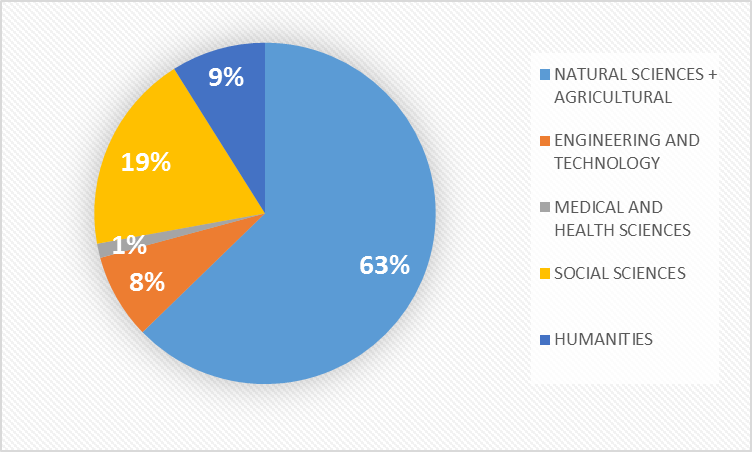 9%
19%
1%
8%
63%
NATURAL SCIENCES +
AGRICULTURAL
ENGINEERING AND
TECHNOLOGY
MEDICAL AND
HEALTH SCIENCES
SOCIAL SCIENCES
HUMANITIES